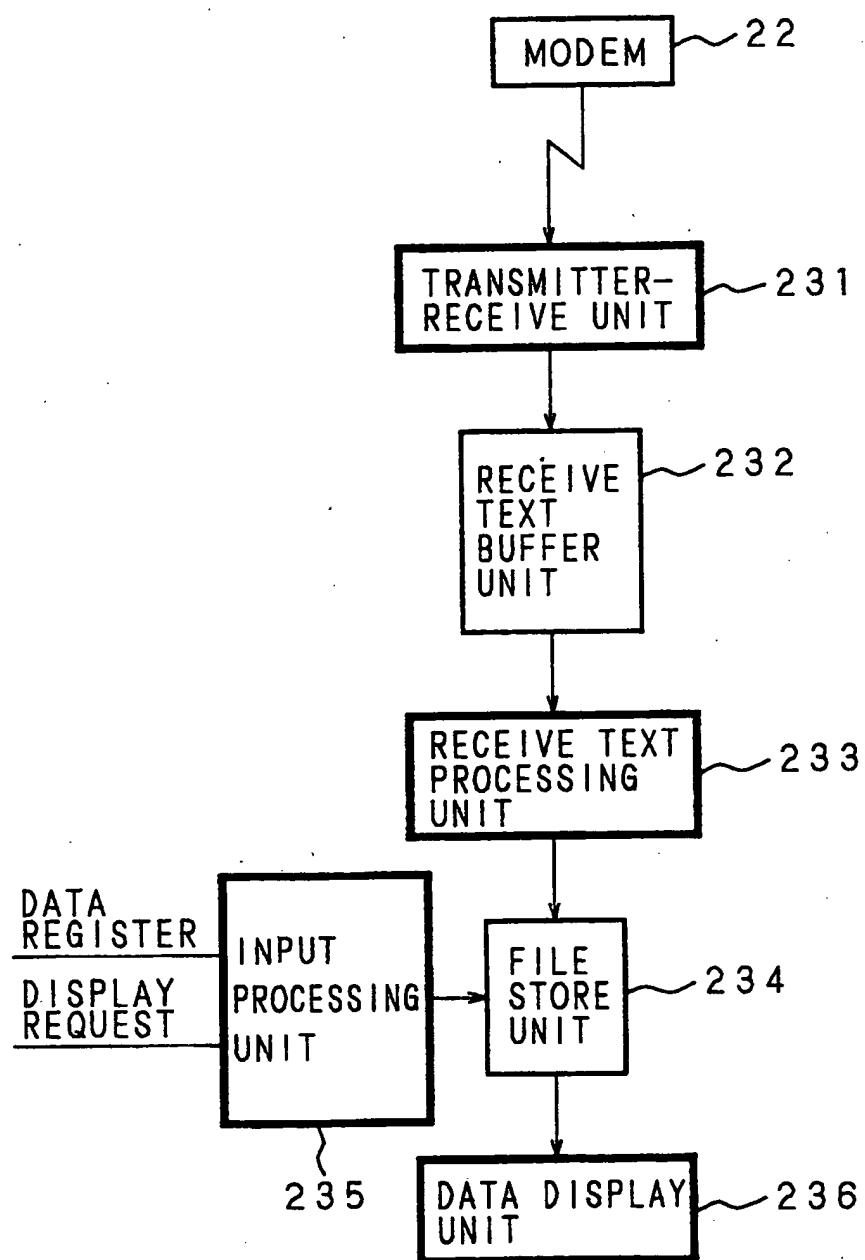 MODEM
22
TRANSMITTER-
RECEIVE UNIT
231
RECEIVE
TEXT
BUFFER
UNIT
232
RECEIVE TEXT
PROCESSING
UNIT
233
DATA
REGISTER
DISPLAY
REQUEST
INPUT
PROCESSING
UNIT
235
FILE
STORE
UNIT
234
DATA DISPLAY
UNIT
236